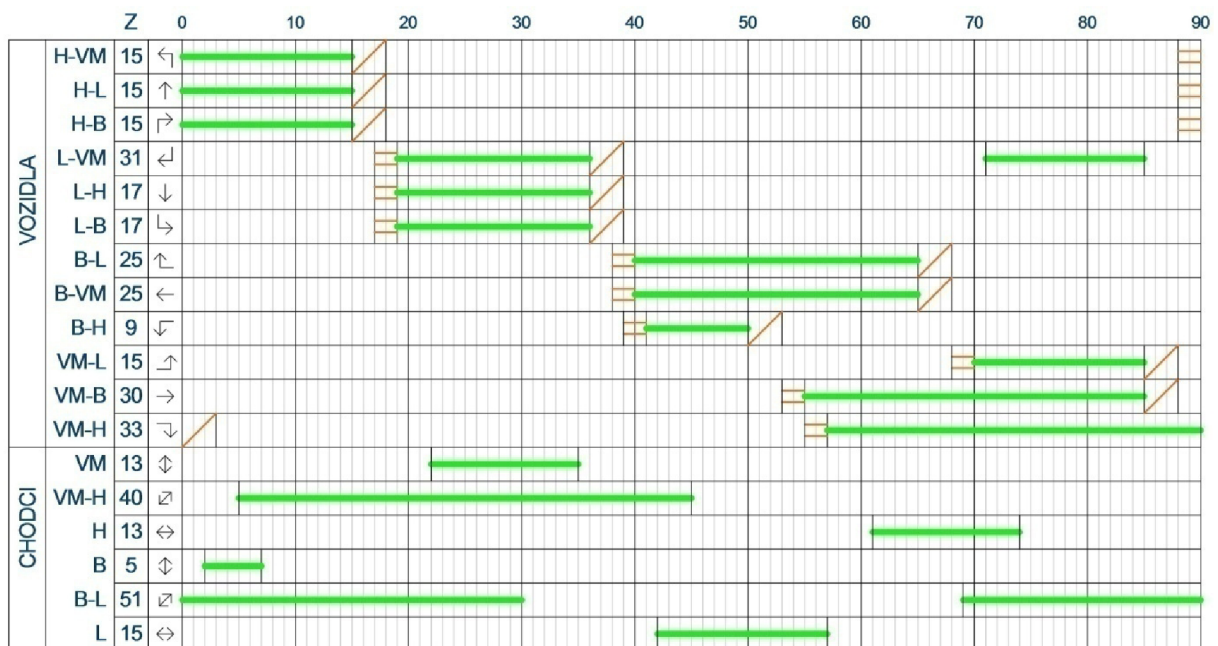 Z 0 10 20 30 40 50 60 70 80 90
VOZIDLA
H-VM 15
H-L 15
H-B 15
L-VM 31
L-H 17
L-B 17
B-L 25
B-VM 25
B-H 9
VM-L 15
VM-B 30
VM-H 33
CHODCI
VM 13
VM-H 40
H 13
B 5
B-L 51
L 15